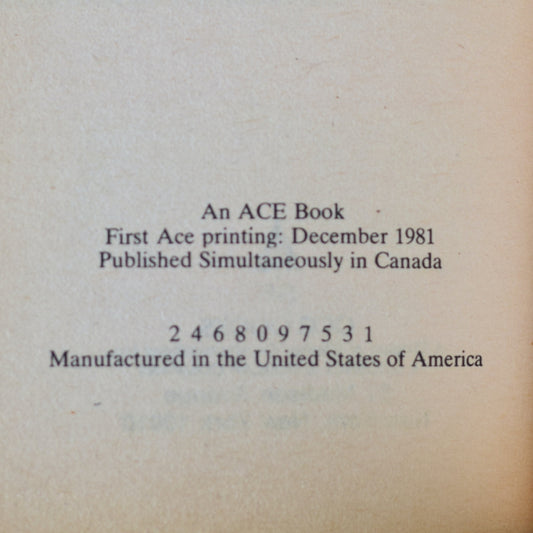 An ACE Book
First Ace printing: December 1981
Published Simultaneously in Canada
2 4 6 8 0 9 7 5 3 1
Manufactured in the United States of America